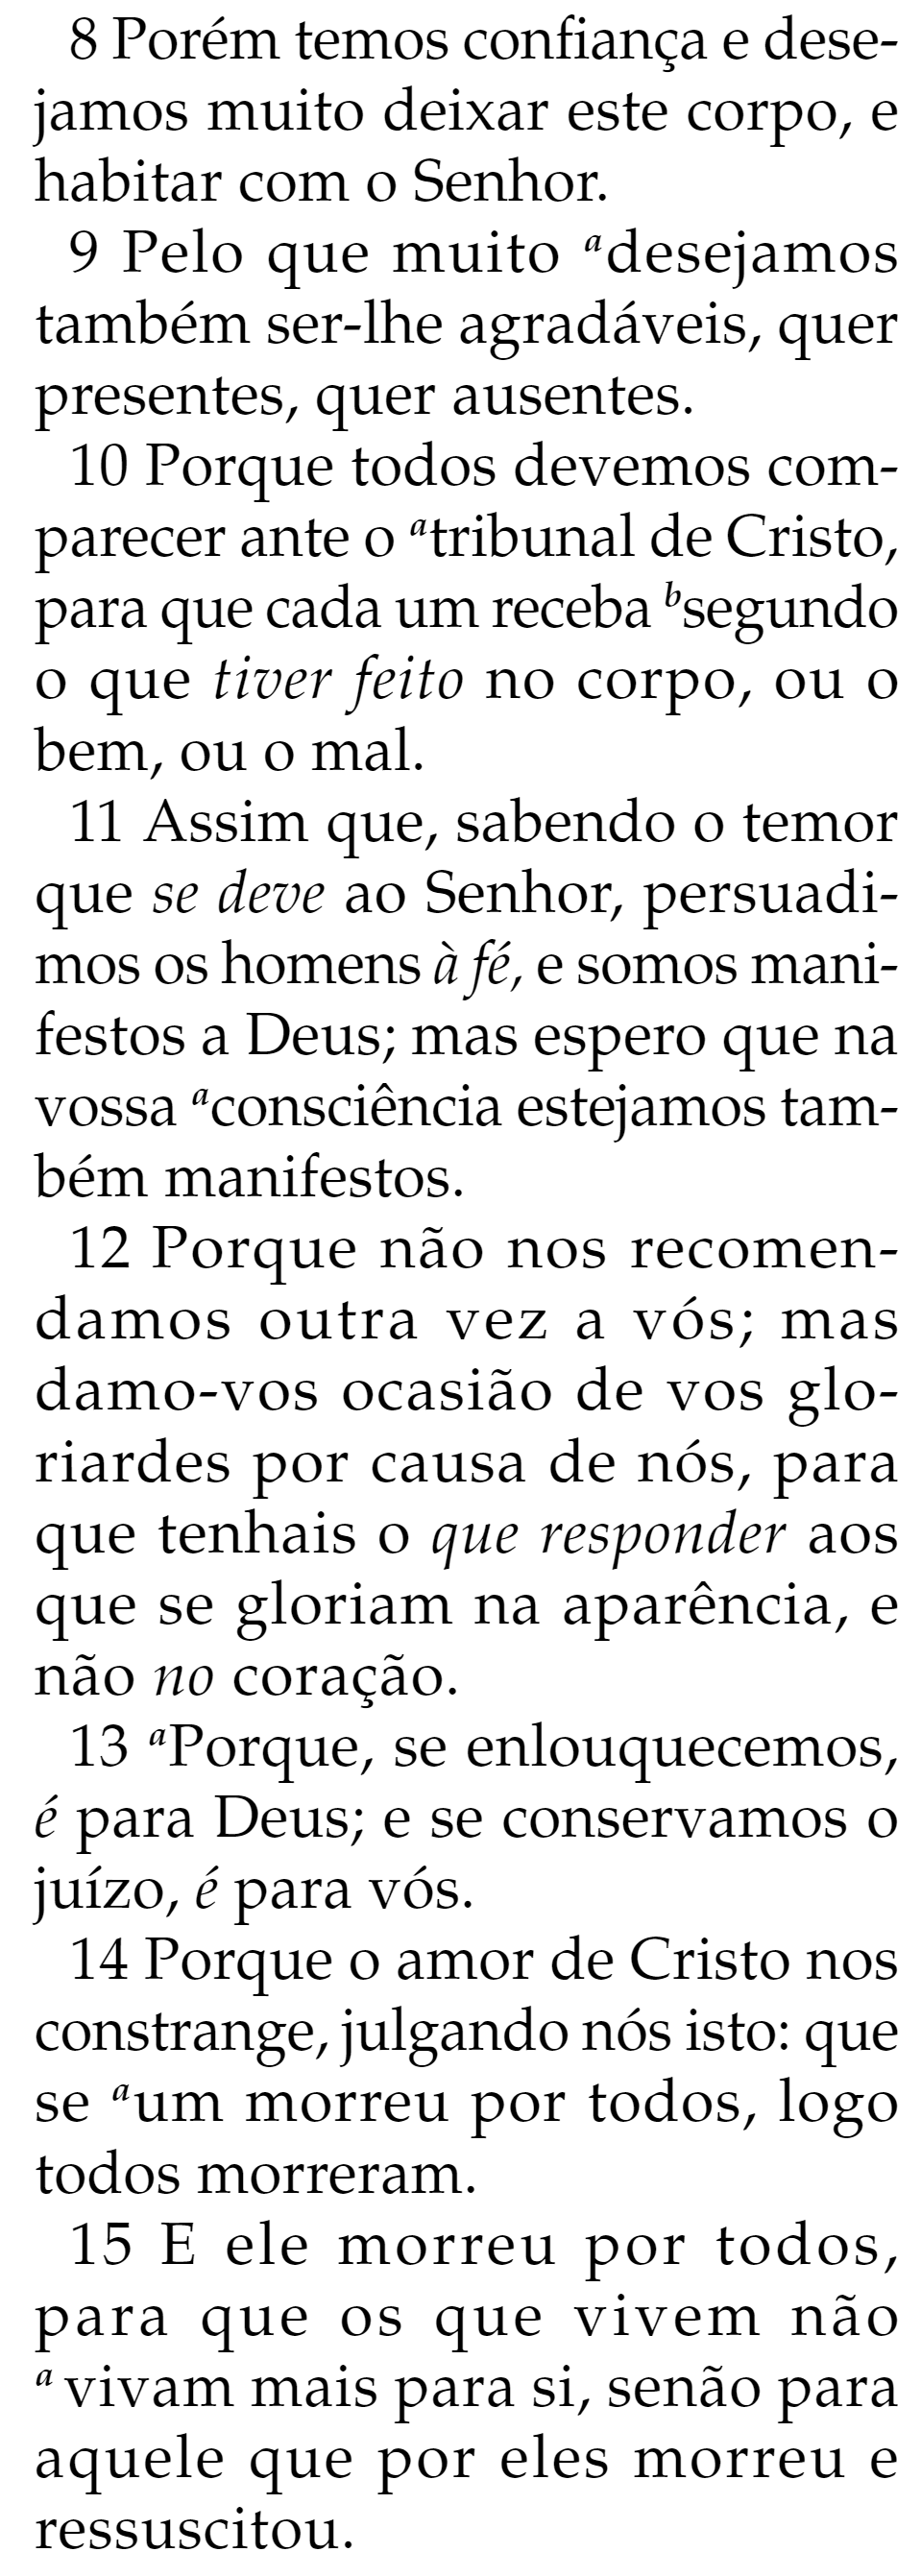 8 Porém temos confiança e dese-
jamos muito deixar este corpo, e
habitar com o Senhor.
9 Pelo que muito ᵃdesejamos
também ser-lhe agradáveis, quer
presentes, quer ausentes.
10 Porque todos devemos com-
parecer ante o ᵃtribunal de Cristo,
para que cada um receba ᵇsegundo
o que tiver feito no corpo, ou o
bem, ou o mal.
11 Assim que, sabendo o temor
que se deve ao Senhor, persuadi-
mos os homens à fé, e somos mani-
festos a Deus; mas espero que na
vossa ᵃconsciência estejamos tam-
bém manifestos.
12 Porque não nos recomen-
damos outra vez a vós; mas
damo-vos ocasião de vos glo-
riardes por causa de nós, para
que tenhais o que responder aos
que se gloriam na aparência, e
não no coração.
13 ᵃPorque, se enlouquecemos,
é para Deus; e se conservamos o
juízo, é para vós.
14 Porque o amor de Cristo nos
constrange, julgando nós isto: que
se ᵃum morreu por todos, logo
todos morreram.
15 E ele morreu por todos,
para que os que vivem não
ᵃ vivam mais para si, senão para
aquele que por eles morreu e
ressuscitou.